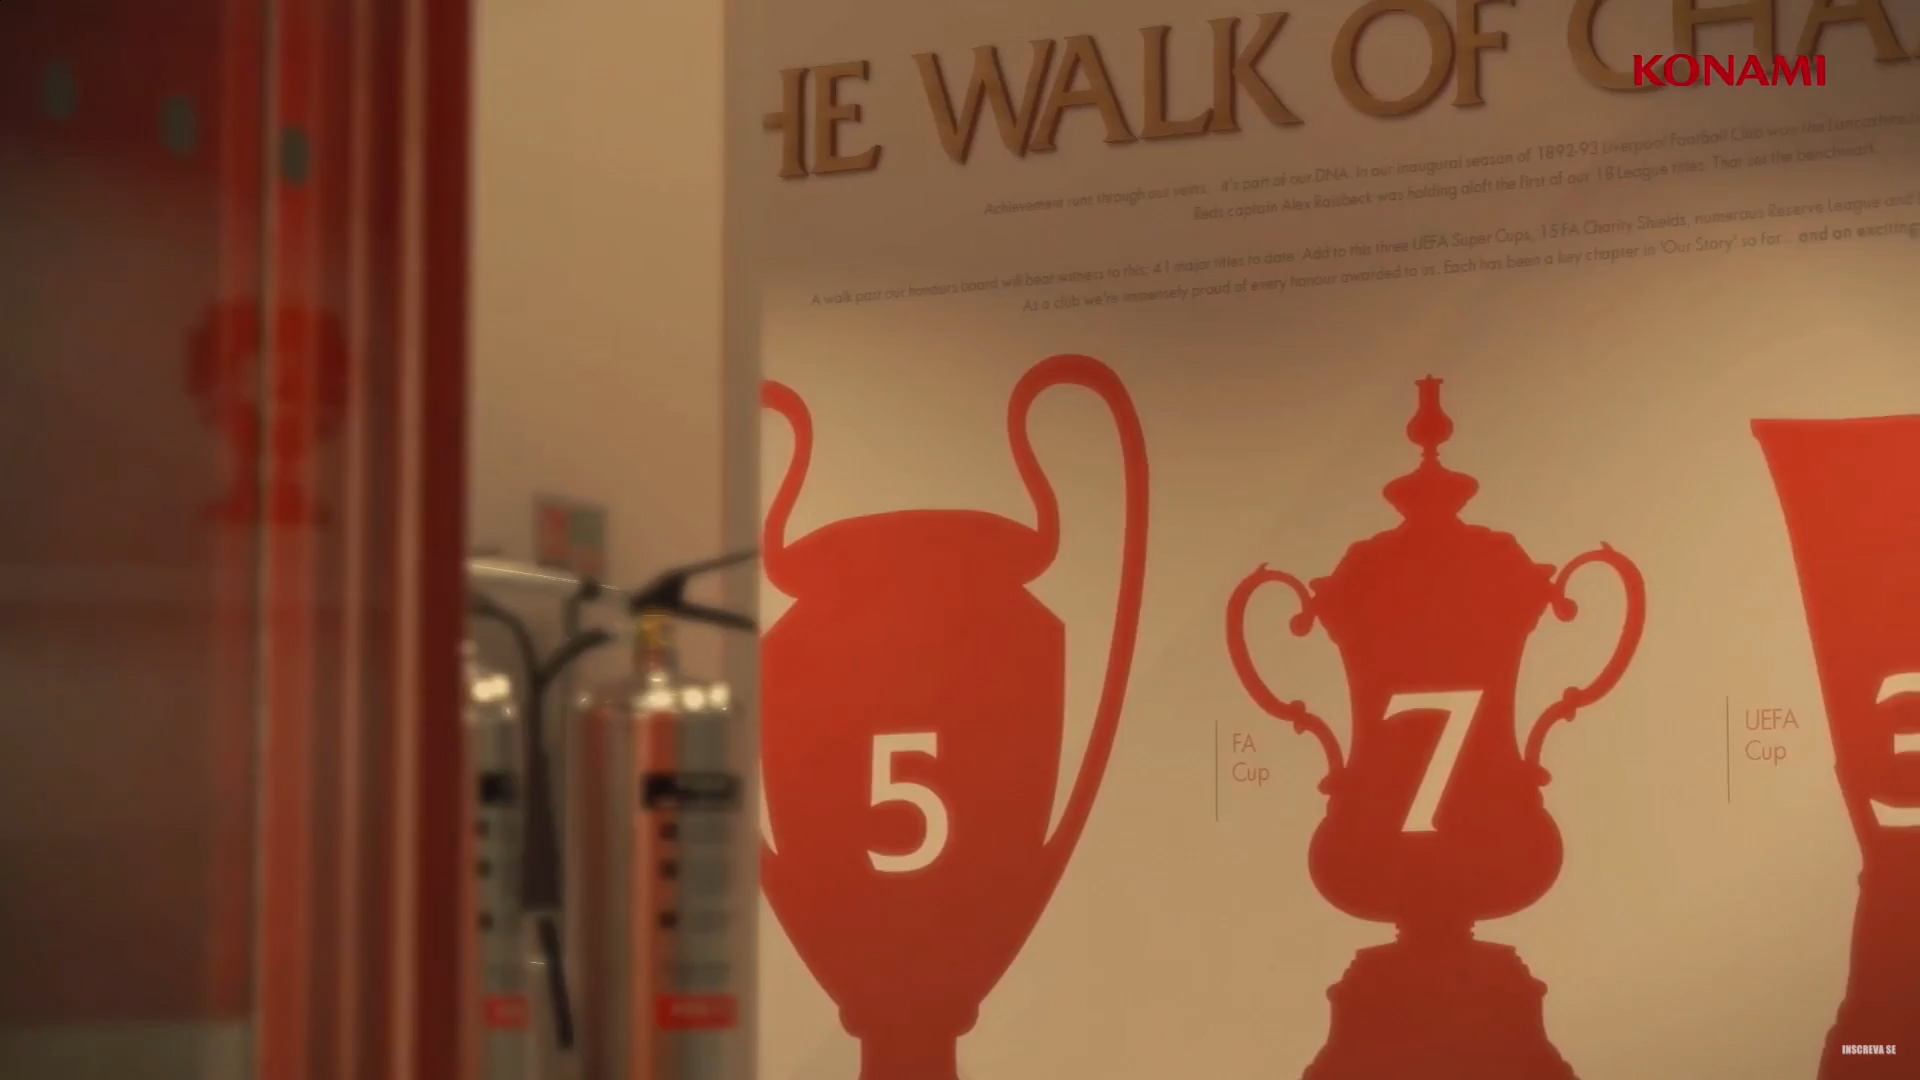 HE WALK OF CHA
KONAMI
Achievement runs through our veins, it's part of our DNA. In our inaugural season of 1892-93 Liverpool Football Club won the Lancashire
Reds captain Alex Raisbeck was holding aloft the first of our 18 League titles. That set the benchmark.
A walk past our honours board will bear witness to this; 41 major titles to date. Add to this three UEFA Super Cups, 15 FA Charity Shields, numerous Reserve League and
As a club we're immensely proud of every honour awarded to us. Each has been a key chapter in 'Our Story' so far... and an exciting
5
FA
Cup
7
UEFA
Cup
3
INSCREVA SE